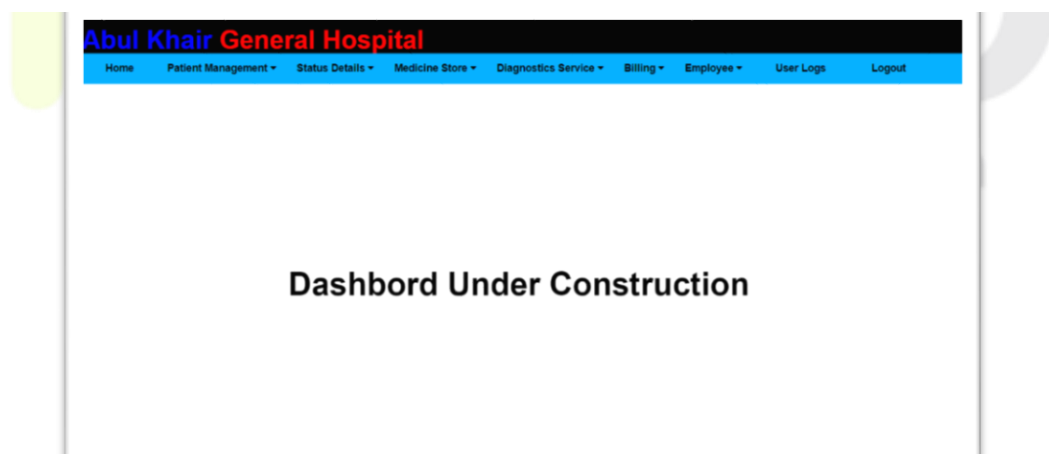 Abul Khair General Hospital
Home Patient Management Status Details Medicine Store Diagnostics Service Billing Employee User Logs Logout
Dashbord Under Construction